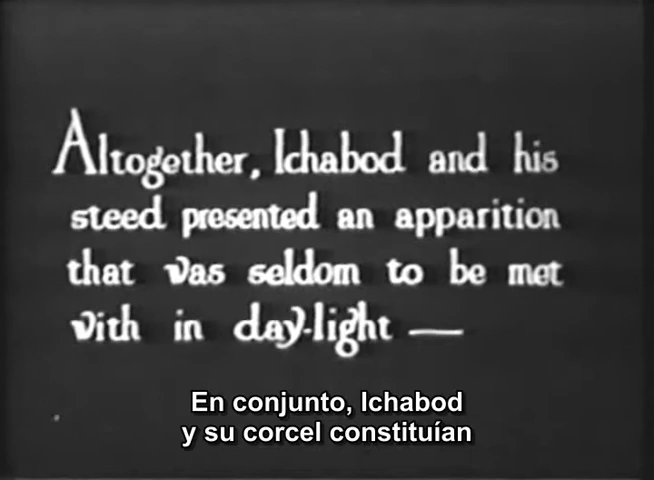 Altogether, Ichabod and his
steed presented an apparition
that was seldom to be met
with in day-light —
En conjunto, Ichabod
y su corcel constituían